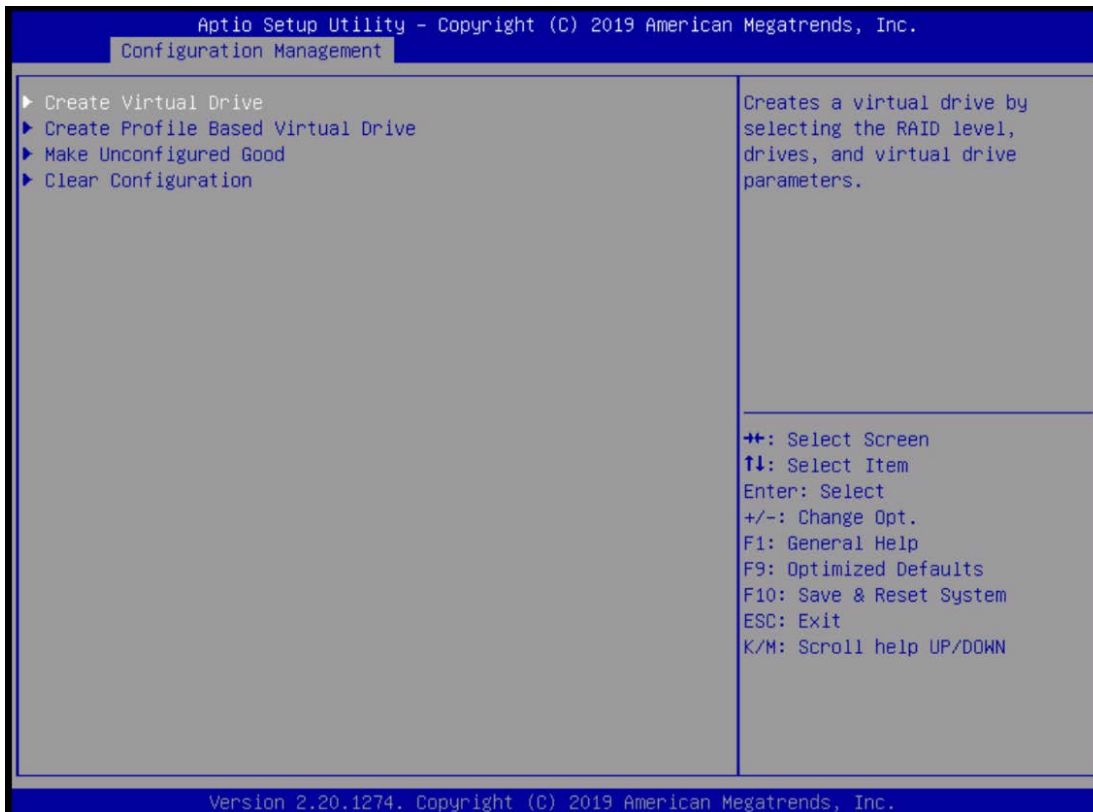 Aptio Setup Utility – Copyright (C) 2019 American Megatrends, Inc.
Configuration Management
▶ Create Virtual Drive
▶ Create Profile Based Virtual Drive
▶ Make Unconfigured Good
▶ Clear Configuration
Creates a virtual drive by
selecting the RAID level,
drives, and virtual drive
parameters.
→←: Select Screen
↑↓: Select Item
Enter: Select
+/-: Change Opt.
F1: General Help
F9: Optimized Defaults
F10: Save & Reset System
ESC: Exit
K/M: Scroll help UP/DOWN
Version 2.20.1274. Copyright (C) 2019 American Megatrends, Inc.